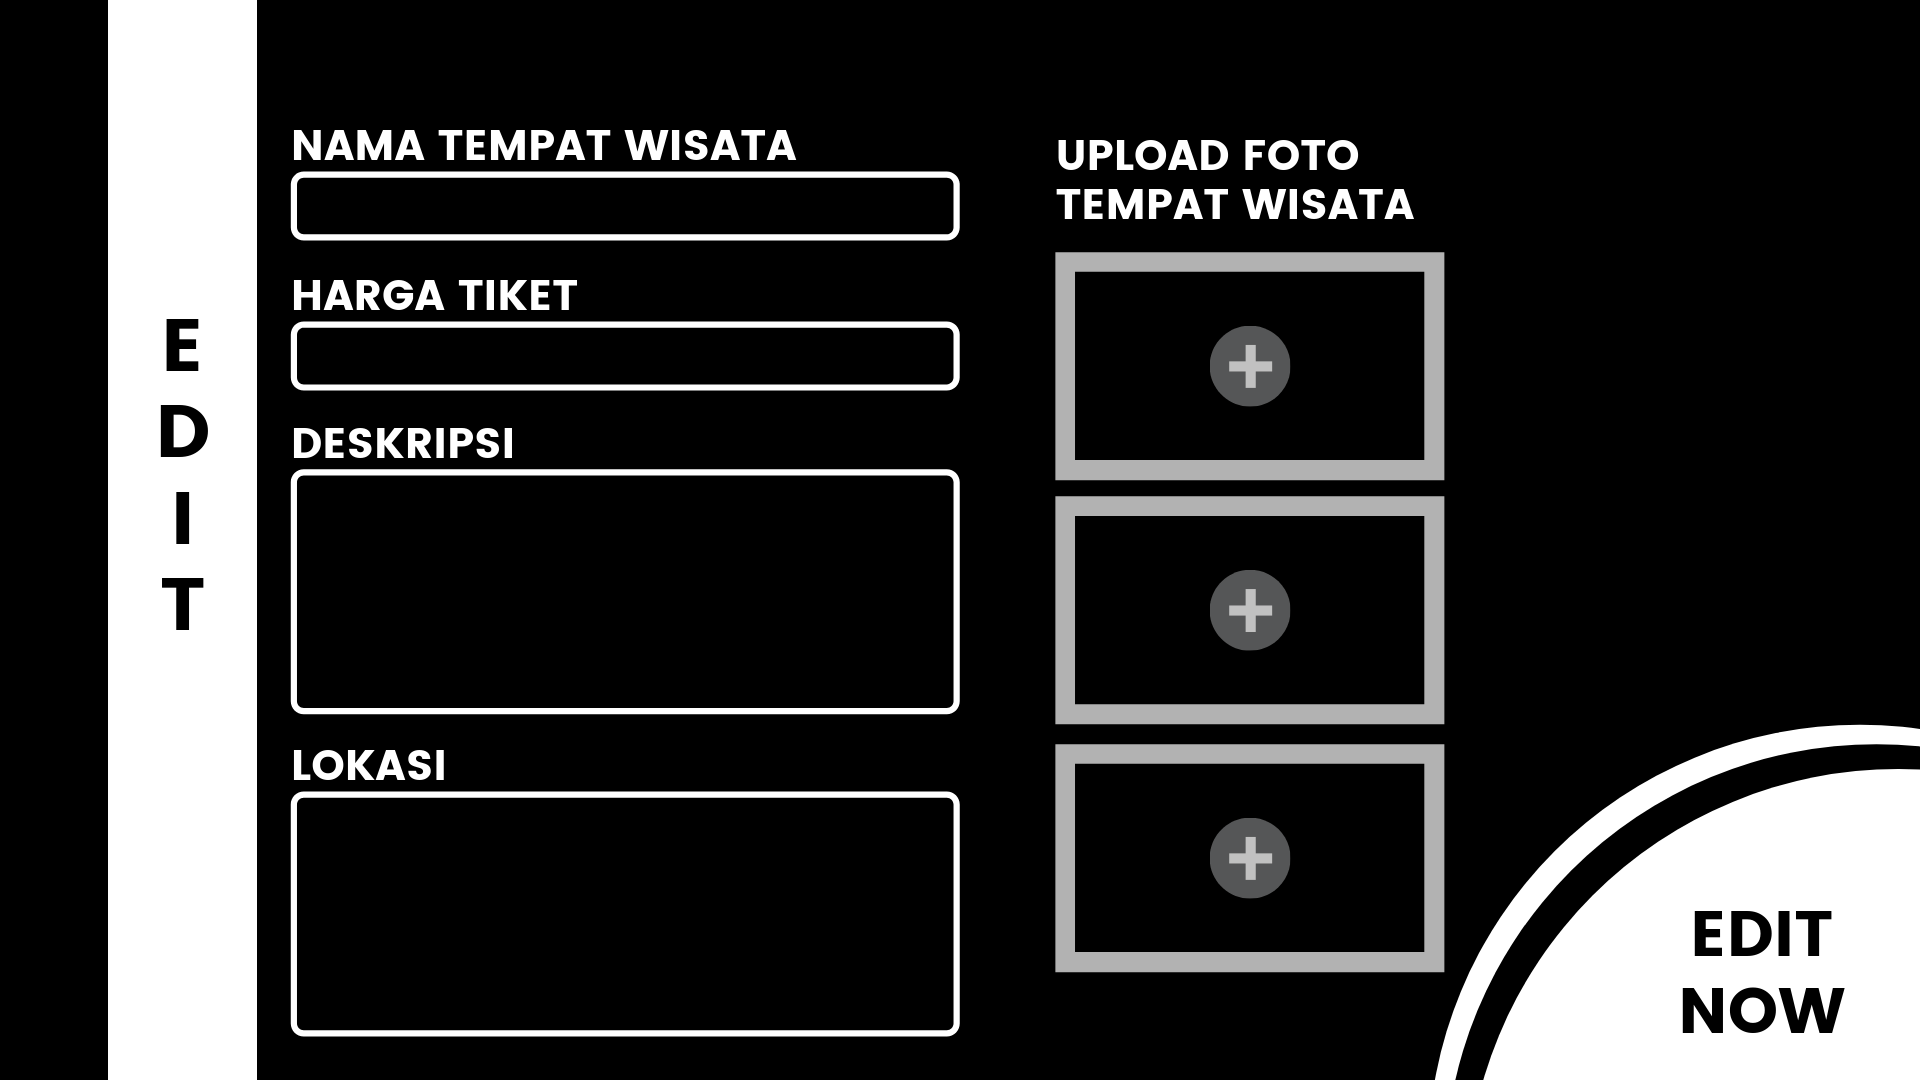 E
D
I
T
NAMA TEMPAT WISATA
HARGA TIKET
DESKRIPSI
LOKASI
UPLOAD FOTO
TEMPAT WISATA
EDIT
NOW